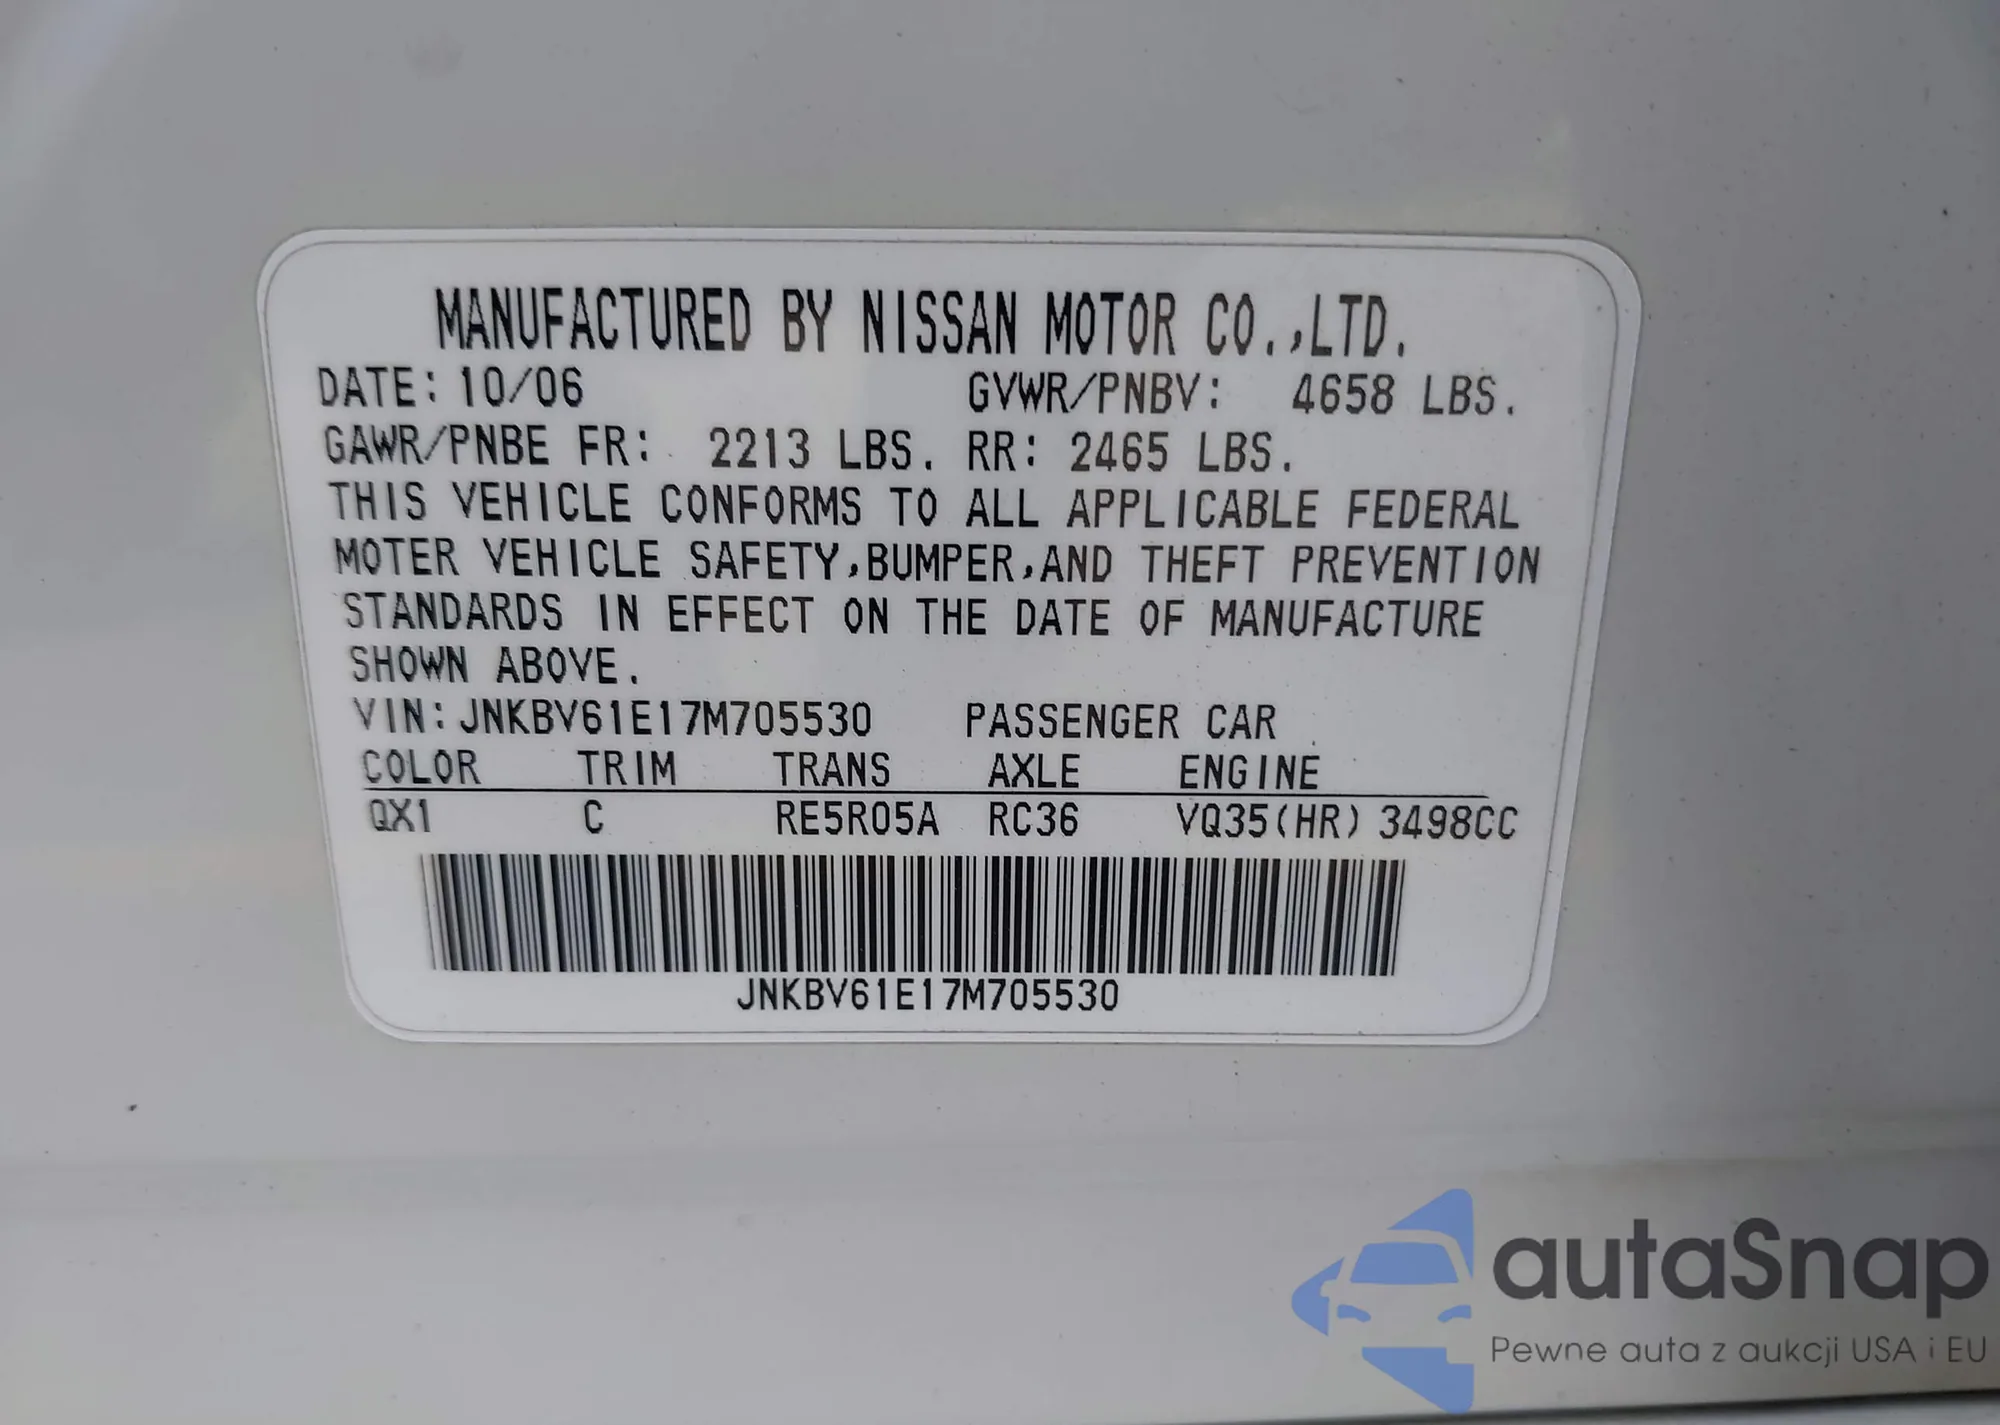 MANUFACTURED BY NISSAN MOTOR CO.,LTD.
DATE: 10/06 GVWR/PNBV: 4658 LBS.
GAWR/PNBE FR: 2213 LBS. RR: 2465 LBS.
THIS VEHICLE CONFORMS TO ALL APPLICABLE FEDERAL
MOTER VEHICLE SAFETY,BUMPER,AND THEFT PREVENTION
STANDARDS IN EFFECT ON THE DATE OF MANUFACTURE
SHOWN ABOVE.
VIN: JNKBV61E17M705530 PASSENGER CAR
COLOR TRIM TRANS AXLE ENGINE
QX1 C RE5R05A RC36 VQ35(HR) 3498CC
JNKBV61E17M705530
autaSnap
Pewne auta z aukcji USA i EU